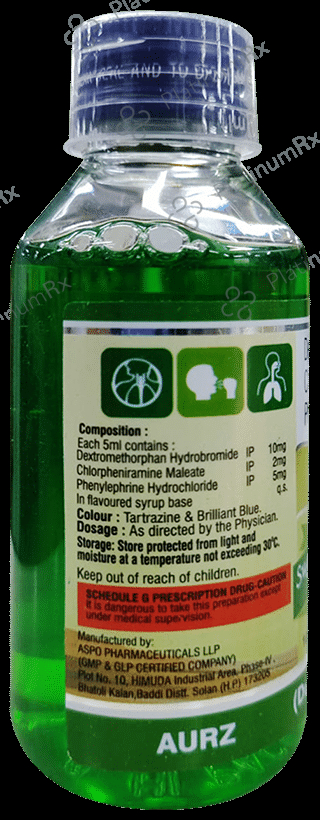 PlatinumRx
Composition :
Each 5ml contains :
Dextromethorphan Hydrobromide IP 10mg
Chlorpheniramine Maleate IP 2mg
Phenylephrine Hydrochloride IP 5mg
In flavoured syrup base q.s.
Colour : Tartrazine & Brilliant Blue.
Dosage : As directed by the Physician.
Storage: Store protected from light and
moisture at a temperature not exceeding 30°C.
Keep out of reach of children.
SCHEDULE G PRESCRIPTION DRUG-CAUTION
It is dangerous to take this preparation except
under medical supervision.
Manufactured by:
ASPO PHARMACEUTICALS LLP
(GMP & GLP CERTIFIED COMPANY)
Plot No. 10, HIMUDA Industrial Area, Phase-IV,
Bhatoli Kalan,Baddi Distt. Solan (H.P.) 173205
AURZ